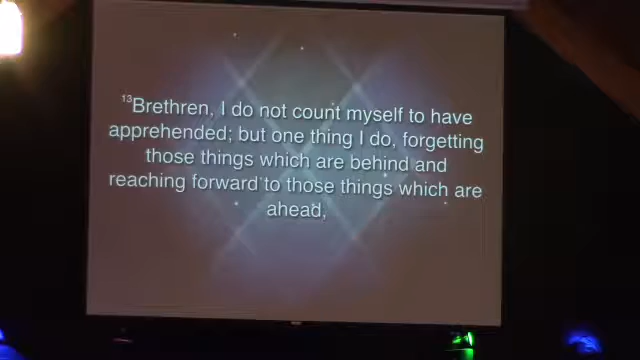 13Brethren, I do not count myself to have
apprehended; but one thing I do, forgetting
those things which are behind and
reaching forward to those things which are
ahead,